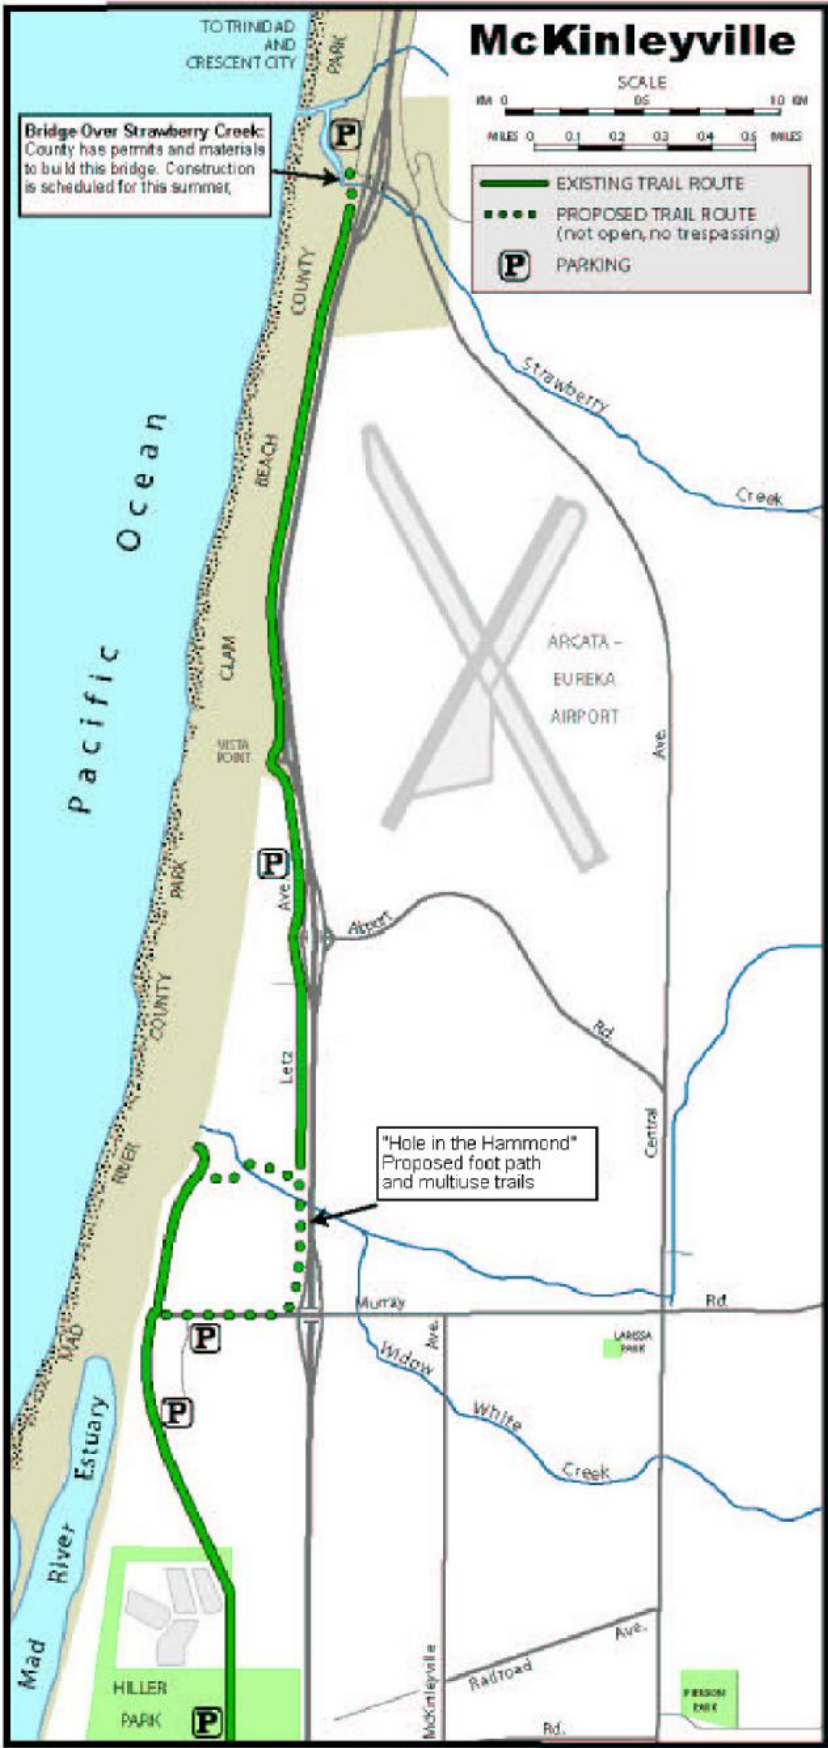 McKinleyville
TO TRINIDAD
AND
CRESCENT CITY
PARK
SCALE
KM 0 0.5 1.0 KM
MILES 0 0.1 0.2 0.3 0.4 0.5 MILES
Bridge Over Strawberry Creek:
County has permits and materials
to build this bridge. Construction
is scheduled for this summer,
P
EXISTING TRAIL ROUTE
PROPOSED TRAIL ROUTE
(not open, no trespassing)
P PARKING
COUNTY
Strawberry
Creek
BEACH
Pacific Ocean
CLAM
ARCATA –
EUREKA
AIRPORT
VISTA
POINT
Ave.
P
PARK
Ave.
Airport
Rd.
COUNTY
Letz
Central
"Hole in the Hammond"
Proposed foot path
and multiuse trails
RIVER
Murray
Rd.
MAD
P
Ave.
LARISSA
PARK
Widow
White
Creek
P
Mad River Estuary
McKinleyville
Railroad
Ave.
HILLER
PARK
P
PIERSON
PARK
Rd.